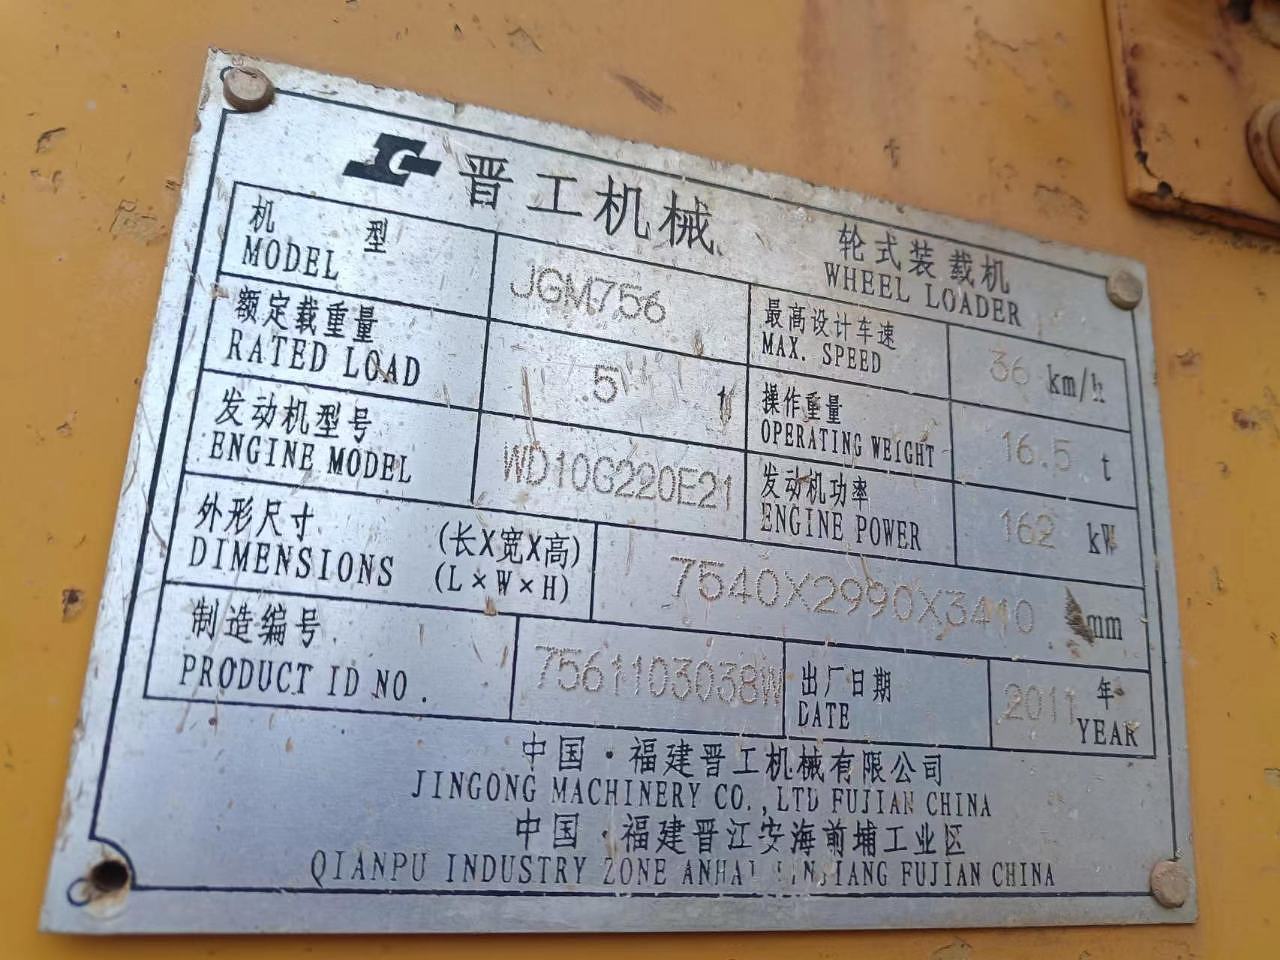 晋工机械
轮式装载机
WHEEL LOADER
机型
MODEL
JGM756
最高设计车速
MAX. SPEED
36 km/h
额定载重量
RATED LOAD
5 t
操作重量
OPERATING WEIGHT
16.5 t
发动机型号
ENGINE MODEL
WD10G220E21
发动机功率
ENGINE POWER
162 kW
外形尺寸 (长X宽X高)
DIMENSIONS (L×W×H)
7540X2990X3410 mm
制造编号
PRODUCT ID NO.
7561103038W
出厂日期
DATE
2011 年
YEAR
中国·福建晋工机械有限公司
JINGONG MACHINERY CO.,LTD FUJIAN CHINA
中国·福建晋江安海前埔工业区
QIANPU INDUSTRY ZONE ANHAI JINJIANG FUJIAN CHINA